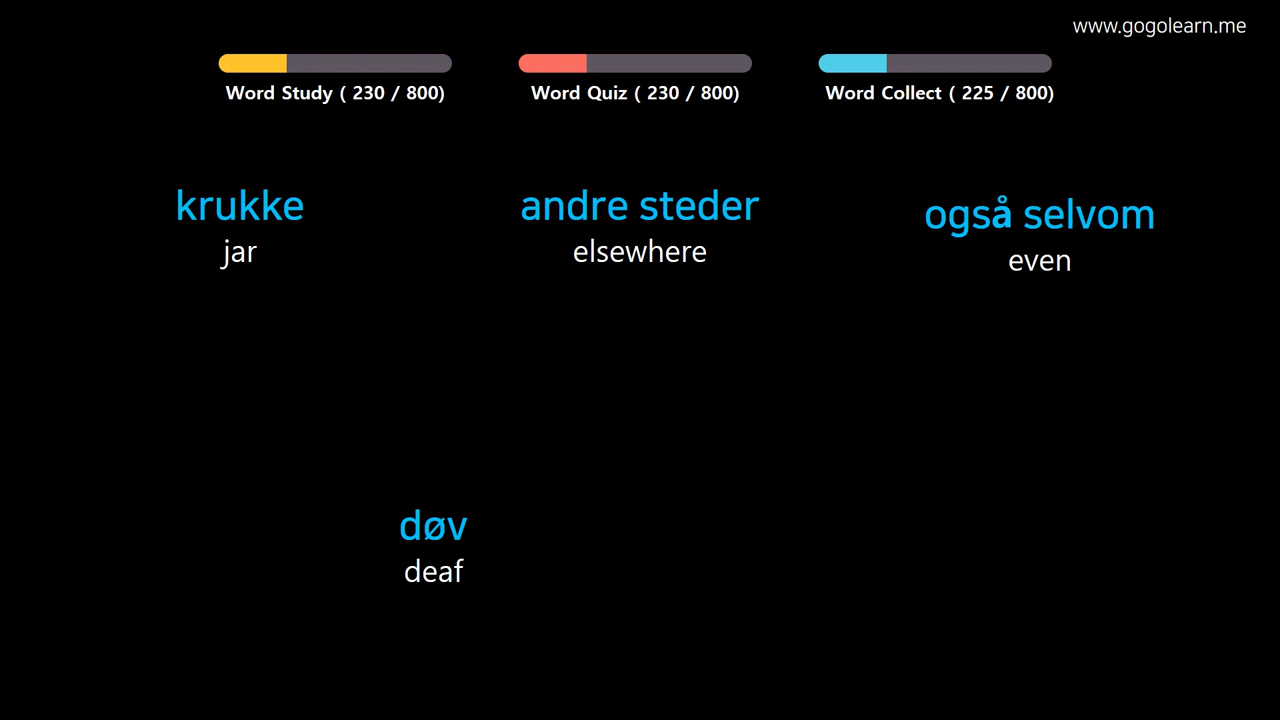 www.gogolearn.me
Word Study ( 230 / 800)
Word Quiz ( 230 / 800)
Word Collect ( 225 / 800)
krukke
jar
andre steder
elsewhere
også selvom
even
døv
deaf